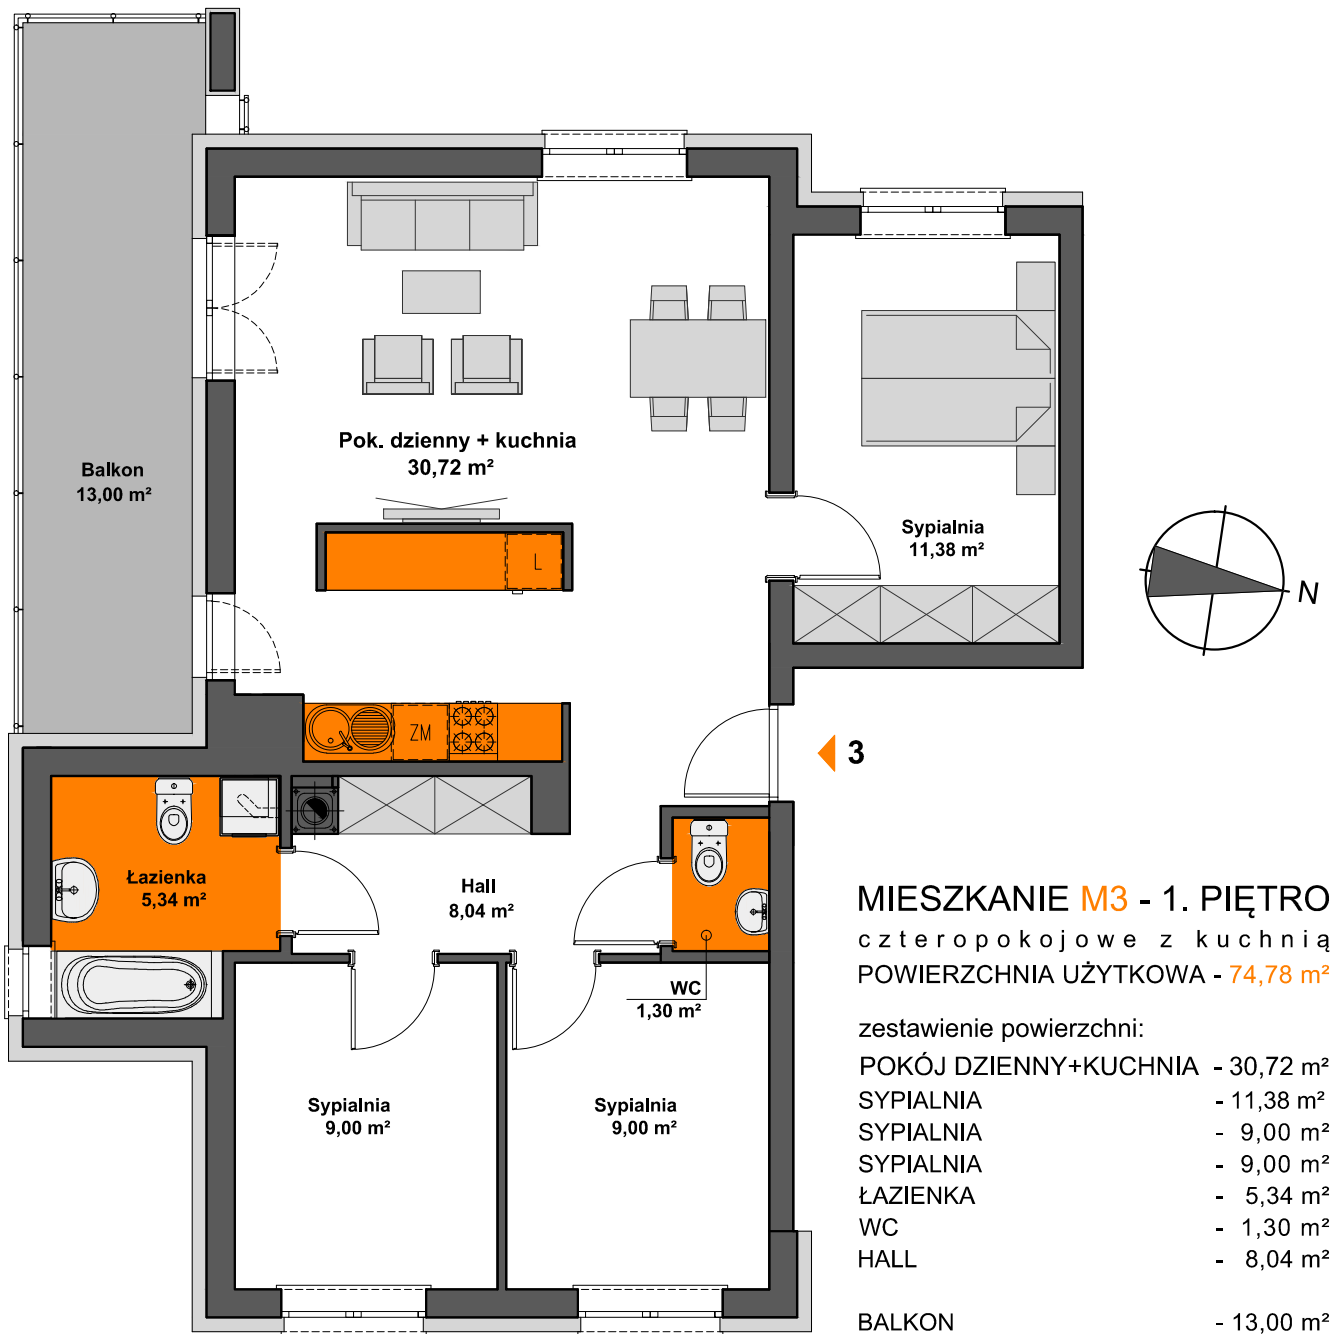 Pok. dzienny + kuchnia
30,72 m²
Balkon
13,00 m²
Sypialnia
11,38 m²
L
N
ZM
3
Łazienka
5,34 m²
Hall
8,04 m²
WC
1,30 m²
Sypialnia
9,00 m²
Sypialnia
9,00 m²
MIESZKANIE M3 - 1. PIĘTRO
czteropokojowe z kuchnią
POWIERZCHNIA UŻYTKOWA - 74,78 m²
zestawienie powierzchni:
POKÓJ DZIENNY+KUCHNIA - 30,72 m²
SYPIALNIA - 11,38 m²
SYPIALNIA - 9,00 m²
SYPIALNIA - 9,00 m²
ŁAZIENKA - 5,34 m²
WC - 1,30 m²
HALL - 8,04 m²
BALKON - 13,00 m²